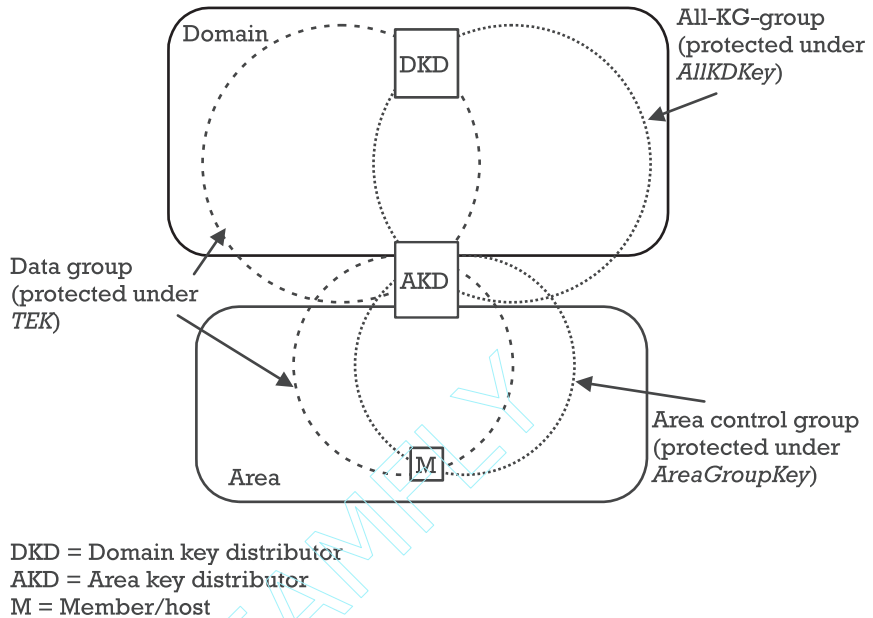 Domain
DKD
All-KG-group
(protected under
AllKDKey)
Data group
(protected under
TEK)
AKD
Area control group
(protected under
AreaGroupKey)
M
Area
DKD = Domain key distributor
AKD = Area key distributor
M = Member/host